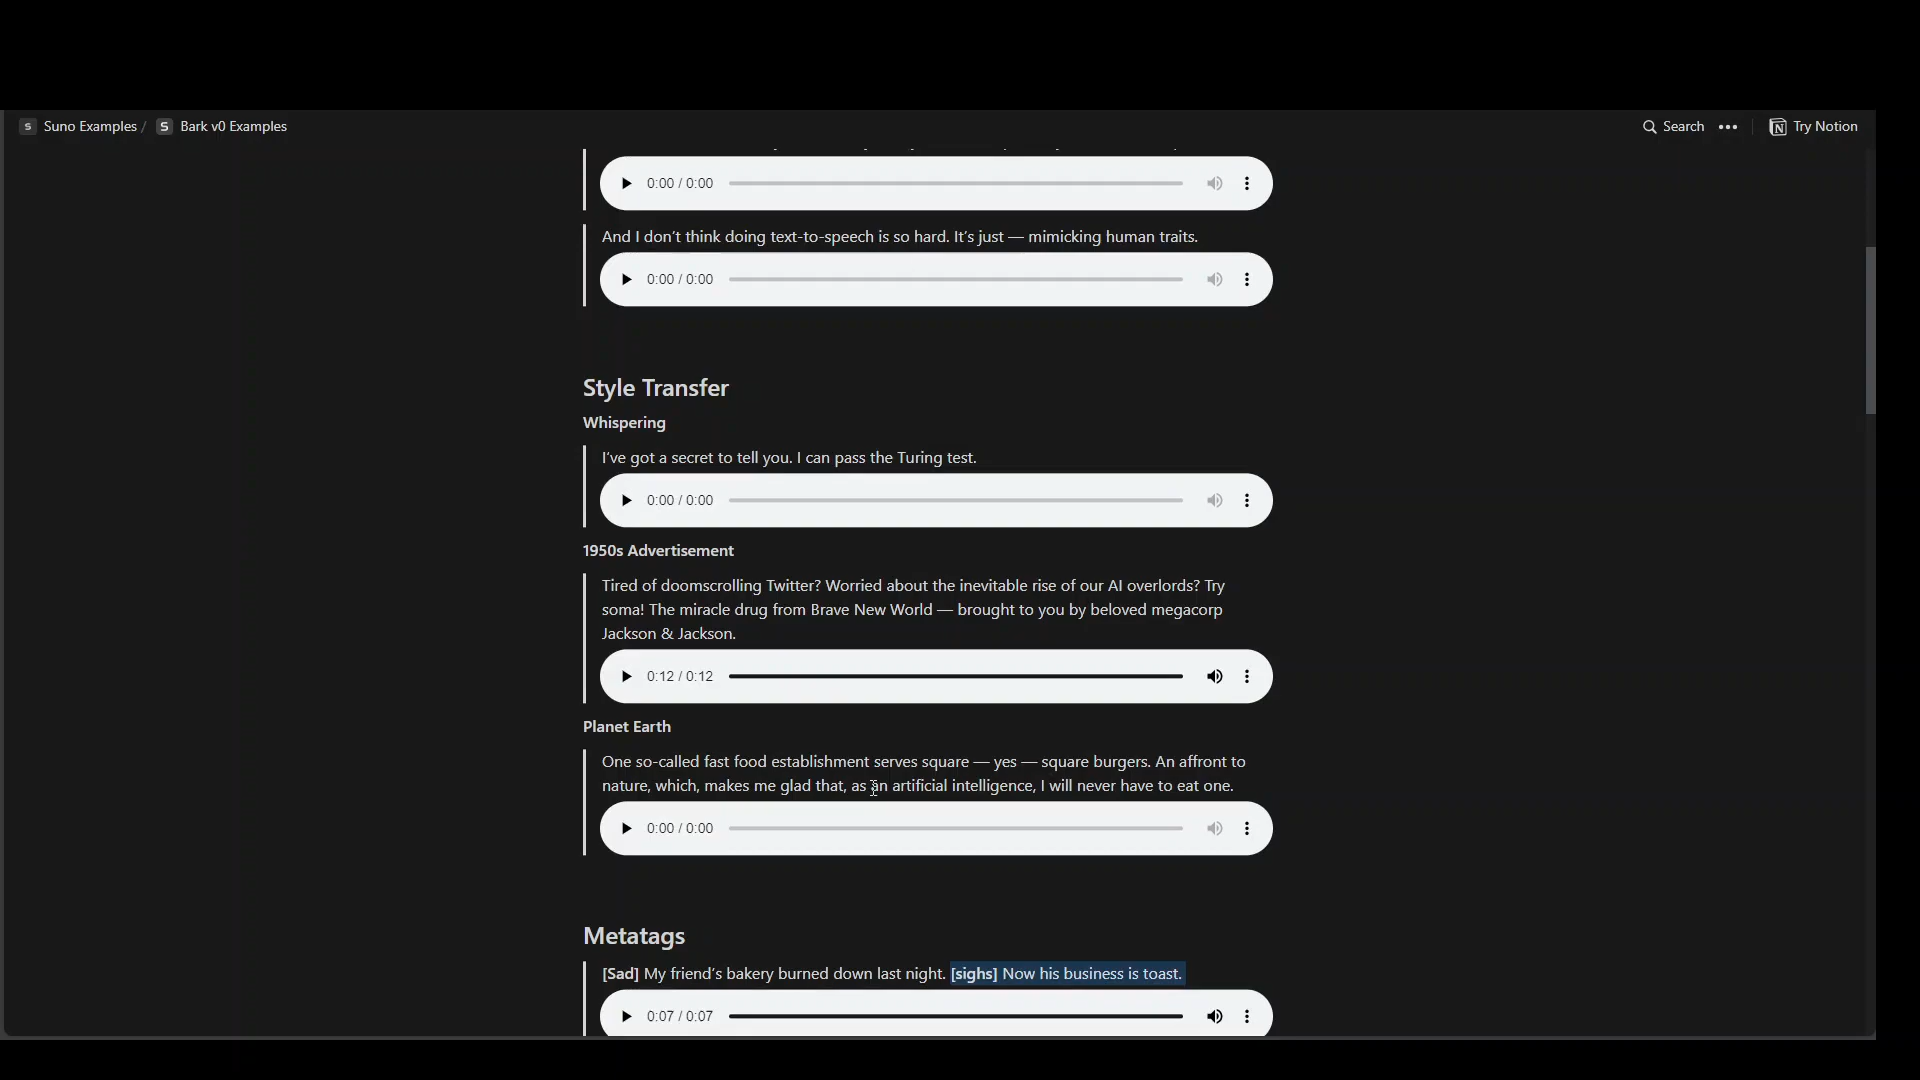 Suno Examples / Bark v0 Examples
Search ••• Try Notion
0:00 / 0:00
And I don't think doing text-to-speech is so hard. It's just — mimicking human traits.
0:00 / 0:00
Style Transfer
Whispering
I've got a secret to tell you. I can pass the Turing test.
0:00 / 0:00
1950s Advertisement
Tired of doomscrolling Twitter? Worried about the inevitable rise of our AI overlords? Try
soma! The miracle drug from Brave New World — brought to you by beloved megacorp
Jackson & Jackson.
0:12 / 0:12
Planet Earth
One so-called fast food establishment serves square — yes — square burgers. An affront to
nature, which, makes me glad that, as an artificial intelligence, I will never have to eat one.
0:00 / 0:00
Metatags
[Sad] My friend's bakery burned down last night. [sighs] Now his business is toast.
0:07 / 0:07